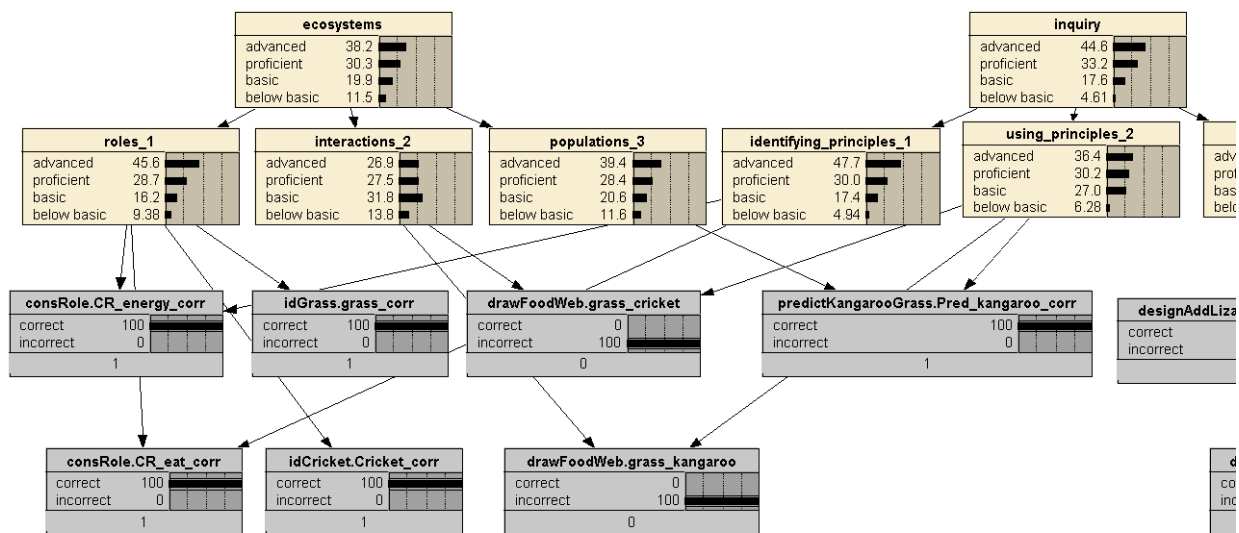 ecosystems
advanced 38.2
proficient 30.3
basic 19.9
below basic 11.5
inquiry
advanced 44.6
proficient 33.2
basic 17.6
below basic 4.61
roles_1
advanced 45.6
proficient 28.7
basic 16.2
below basic 9.38
interactions_2
advanced 26.9
proficient 27.5
basic 31.8
below basic 13.8
populations_3
advanced 39.4
proficient 28.4
basic 20.6
below basic 11.6
identifying_principles_1
advanced 47.7
proficient 30.0
basic 17.4
below basic 4.94
using_principles_2
advanced 36.4
proficient 30.2
basic 27.0
below basic 6.28
consRole.CR_energy_corr
correct 100
incorrect 0
1
idGrass.grass_corr
correct 100
incorrect 0
1
drawFoodWeb.grass_cricket
correct 0
incorrect 100
0
predictKangarooGrass.Pred_kangaroo_corr
correct 100
incorrect 0
1
designAddLiza
correct
incorrect
consRole.CR_eat_corr
correct 100
incorrect 0
1
idCricket.Cricket_corr
correct 100
incorrect 0
1
drawFoodWeb.grass_kangaroo
correct 0
incorrect 100
0